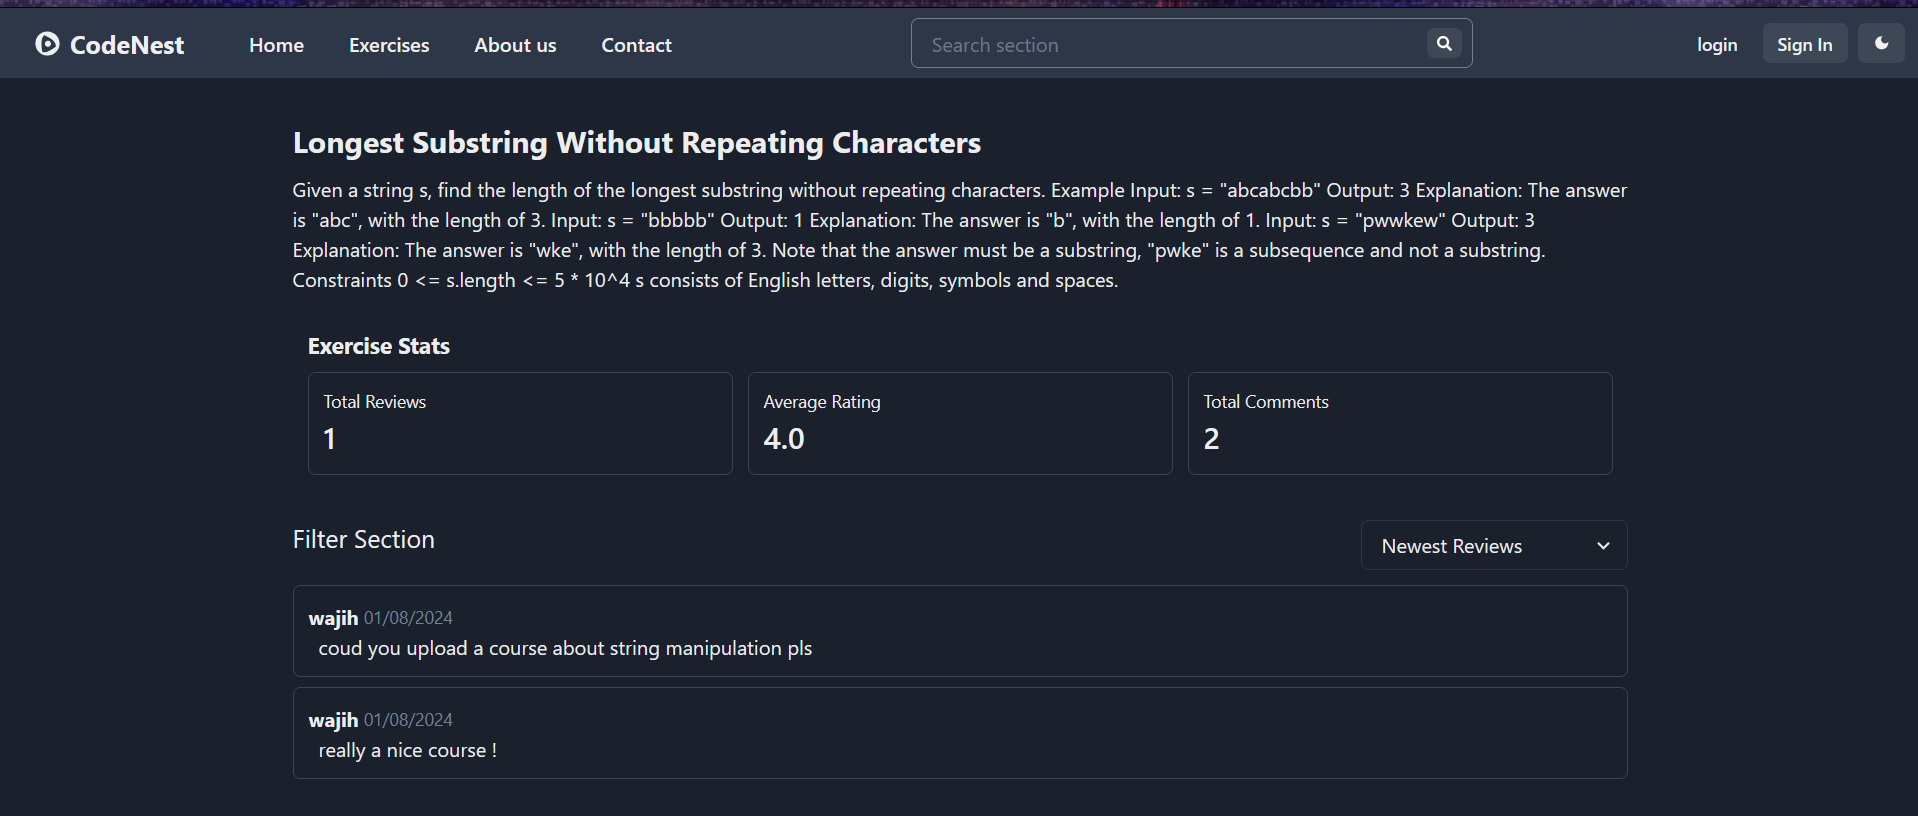 CodeNest Home Exercises About us Contact Search section login Sign In
Longest Substring Without Repeating Characters
Given a string s, find the length of the longest substring without repeating characters. Example Input: s = "abcabcbb" Output: 3 Explanation: The answer
is "abc", with the length of 3. Input: s = "bbbbb" Output: 1 Explanation: The answer is "b", with the length of 1. Input: s = "pwwkew" Output: 3
Explanation: The answer is "wke", with the length of 3. Note that the answer must be a substring, "pwke" is a subsequence and not a substring.
Constraints 0 <= s.length <= 5 * 10^4 s consists of English letters, digits, symbols and spaces.
Exercise Stats
Total Reviews
1
Average Rating
4.0
Total Comments
2
Filter Section
Newest Reviews
wajih 01/08/2024
coud you upload a course about string manipulation pls
wajih 01/08/2024
really a nice course !